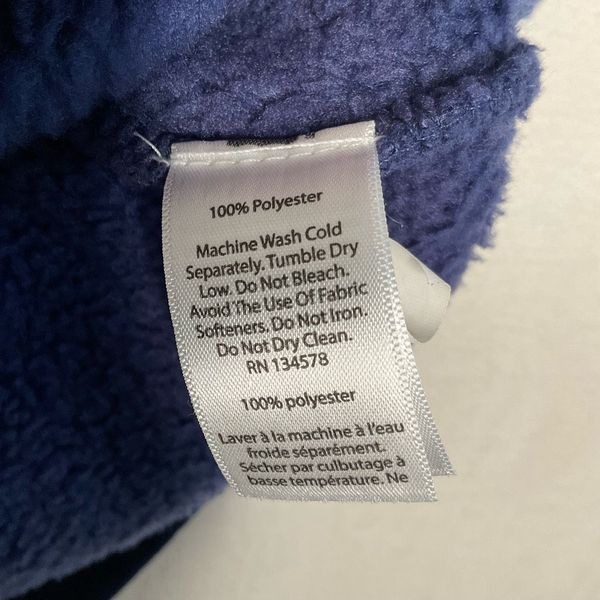 100% Polyester
Machine Wash Cold
Separately. Tumble Dry
Low. Do Not Bleach.
Avoid The Use Of Fabric
Softeners. Do Not Iron.
Do Not Dry Clean.
RN 134578
100% polyester
Laver à la machine à l'eau
froide séparément.
Sécher par culbutage à
basse température. Ne